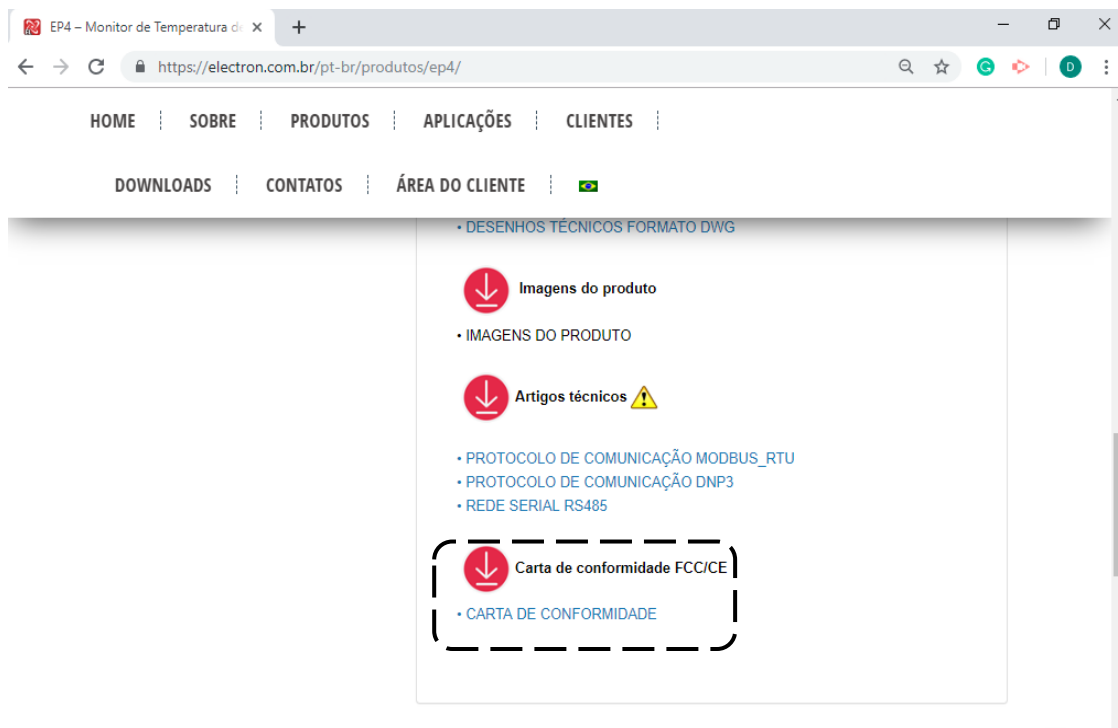 EP4 – Monitor de Temperatura de
https://electron.com.br/pt-br/produtos/ep4/
G
D
HOME
SOBRE
PRODUTOS
APLICAÇÕES
CLIENTES
DOWNLOADS
CONTATOS
ÁREA DO CLIENTE
• DESENHOS TÉCNICOS FORMATO DWG
Imagens do produto
• IMAGENS DO PRODUTO
Artigos técnicos
• PROTOCOLO DE COMUNICAÇÃO MODBUS_RTU
• PROTOCOLO DE COMUNICAÇÃO DNP3
• REDE SERIAL RS485
Carta de conformidade FCC/CE
• CARTA DE CONFORMIDADE